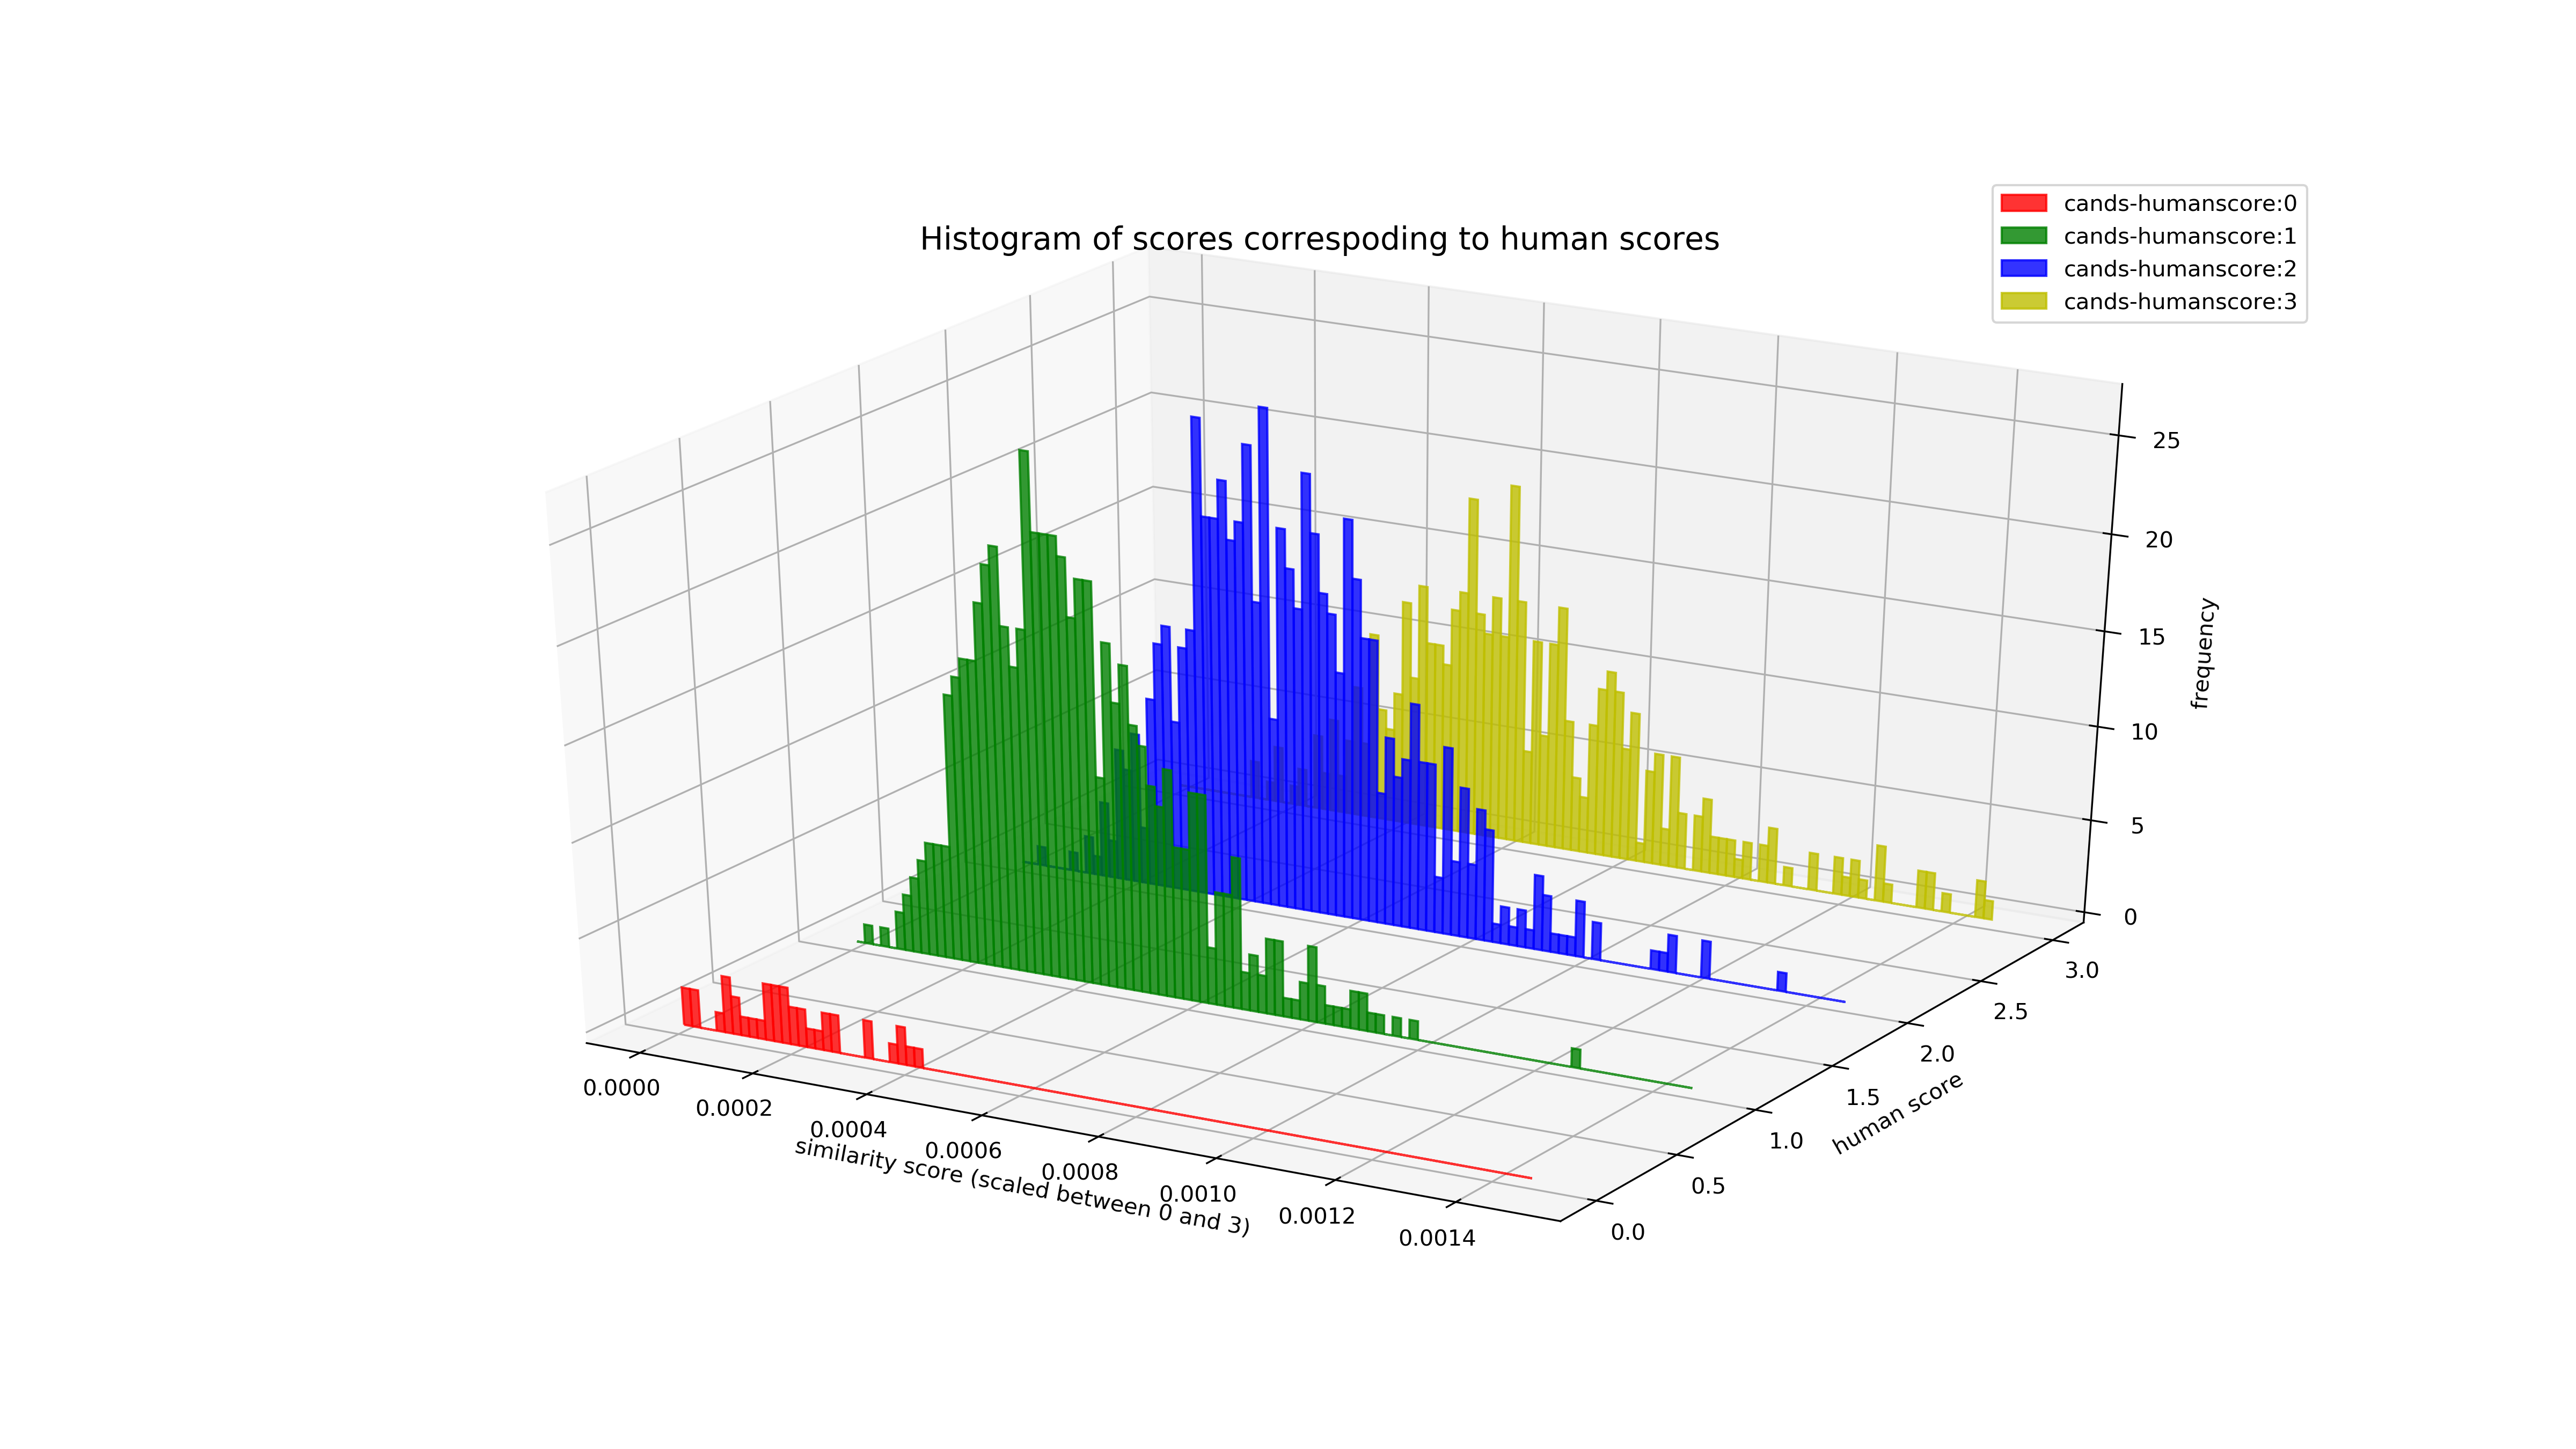 Histogram of scores correspoding to human scores
cands-humanscore:0
cands-humanscore:1
cands-humanscore:2
cands-humanscore:3
25
20
15
10
5
0
frequency
3.0
2.5
2.0
1.5
1.0
0.5
0.0
human score
0.0000
0.0002
0.0004
0.0006
0.0008
0.0010
0.0012
0.0014
similarity score (scaled between 0 and 3)